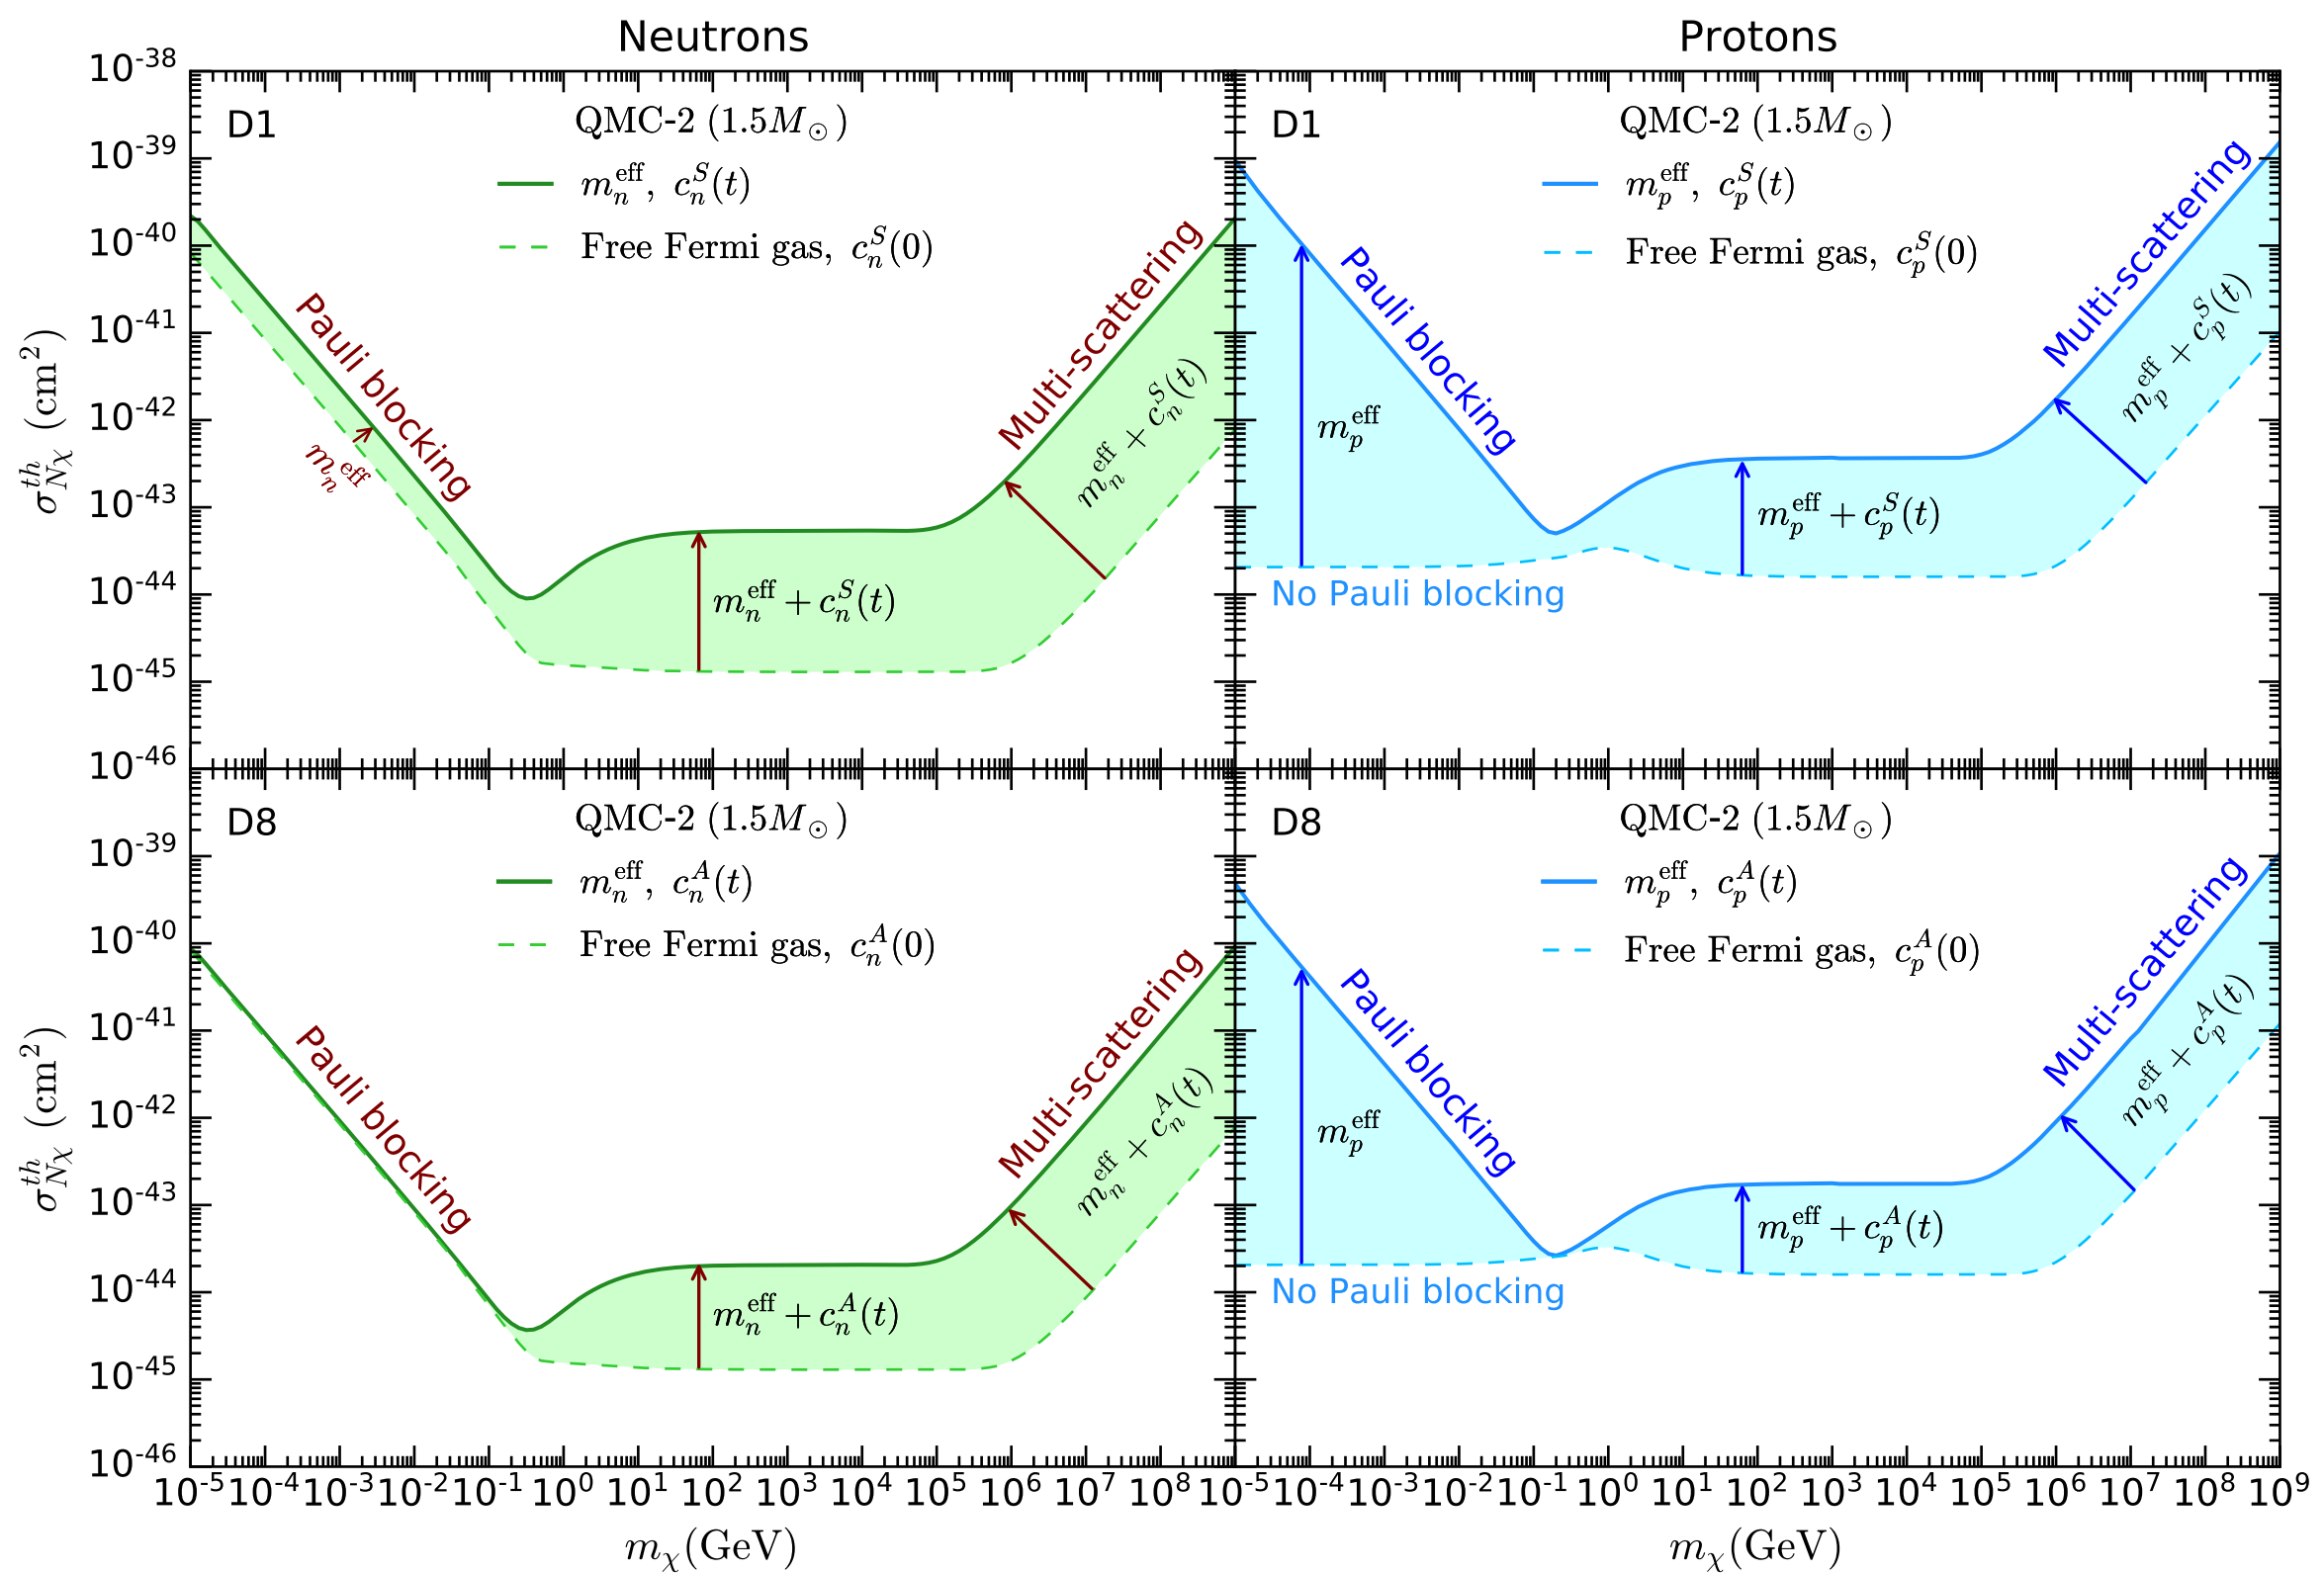 Neutrons
Protons
10^-38
10^-39
10^-40
10^-41
10^-42
10^-43
10^-44
10^-45
10^-46
σ^th_Nχ (cm²)
D1
QMC-2 (1.5M⊙)
m_n^eff, c_n^S(t)
Free Fermi gas, c_n^S(0)
Pauli blocking
m_n^eff
m_n^eff + c_n^S(t)
Multi-scattering
m_n^eff + c_n^S(t)
D1
QMC-2 (1.5M⊙)
m_p^eff, c_p^S(t)
Free Fermi gas, c_p^S(0)
Pauli blocking
m_p^eff
No Pauli blocking
m_p^eff + c_p^S(t)
Multi-scattering
m_p^eff + c_p^S(t)
10^-39
10^-40
10^-41
10^-42
10^-43
10^-44
10^-45
10^-46
σ^th_Nχ (cm²)
D8
QMC-2 (1.5M⊙)
m_n^eff, c_n^A(t)
Free Fermi gas, c_n^A(0)
Pauli blocking
m_n^eff + c_n^A(t)
Multi-scattering
m_n^eff + c_n^A(t)
D8
QMC-2 (1.5M⊙)
m_p^eff, c_p^A(t)
Free Fermi gas, c_p^A(0)
Pauli blocking
m_p^eff
No Pauli blocking
m_p^eff + c_p^A(t)
Multi-scattering
m_p^eff + c_p^A(t)
10^-5 10^-4 10^-3 10^-2 10^-1 10^0 10^1 10^2 10^3 10^4 10^5 10^6 10^7 10^8 10^-5 10^-4 10^-3 10^-2 10^-1 10^0 10^1 10^2 10^3 10^4 10^5 10^6 10^7 10^8 10^9
m_χ(GeV)
m_χ(GeV)